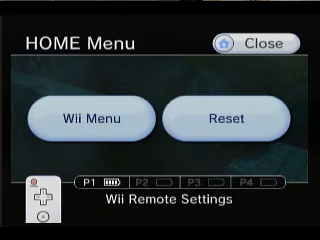 HOME Menu
Close
Wii Menu
Reset
P1 P2 P3 P4
Wii Remote Settings